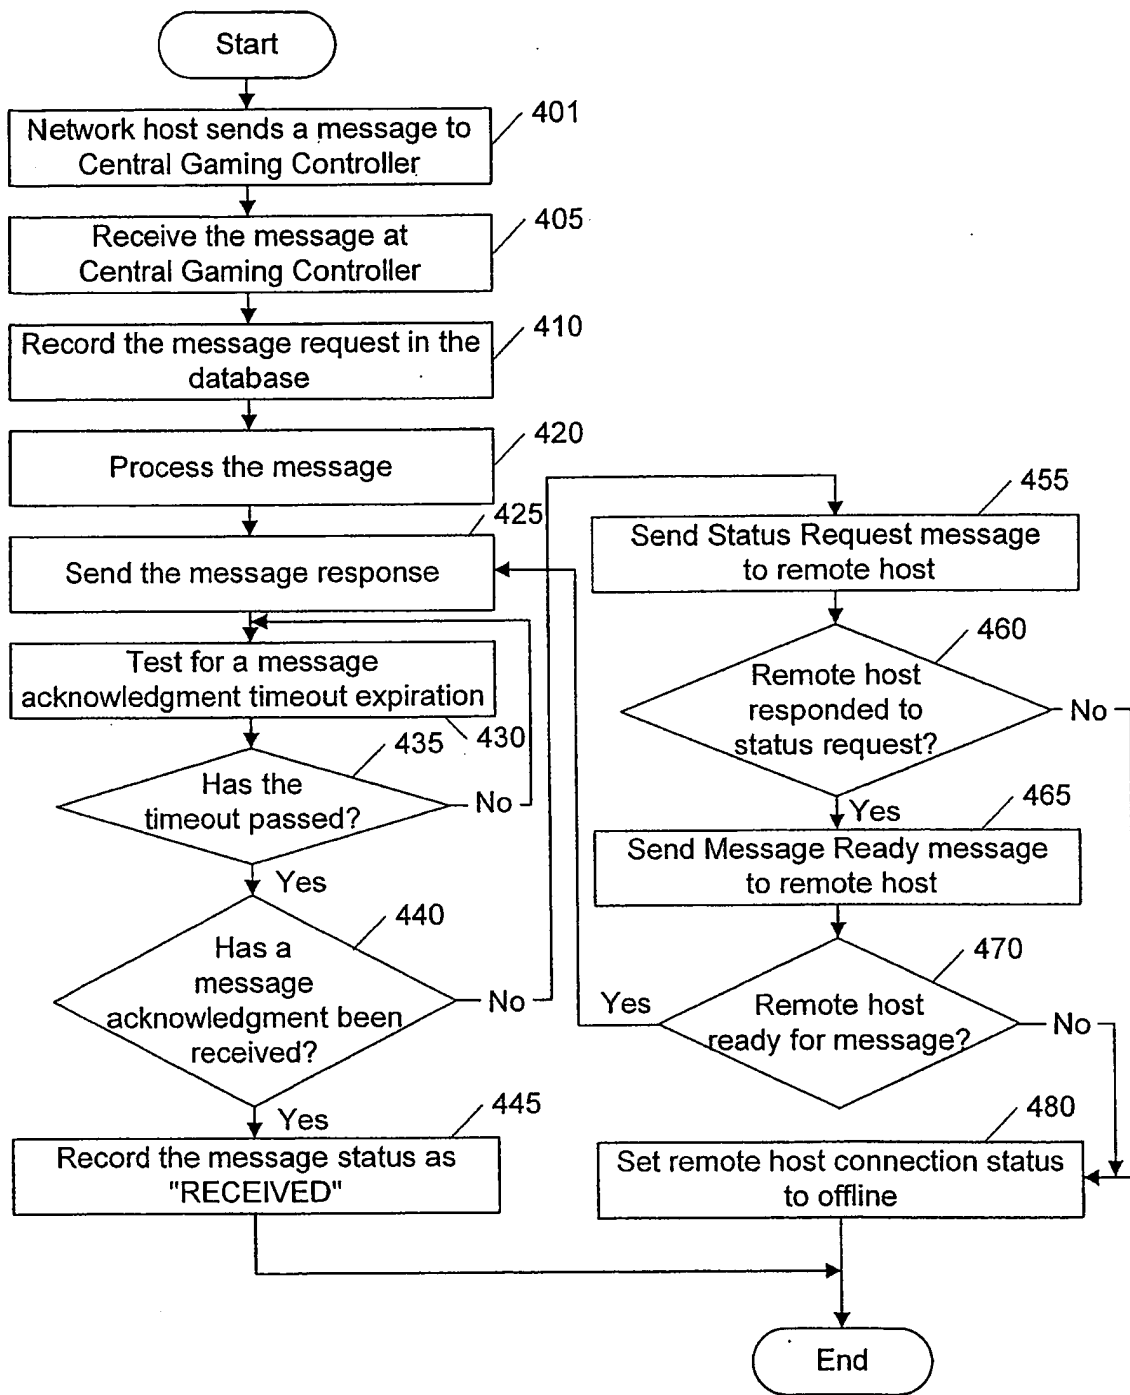 Start
Network host sends a message to
Central Gaming Controller
401
Receive the message at
Central Gaming Controller
405
Record the message request in the
database
410
Process the message
420
Send the message response
425
Test for a message
acknowledgment timeout expiration
430
Has the
timeout passed?
435
No
Yes
Has a
message
acknowledgment been
received?
440
No
Yes
Record the message status as
"RECEIVED"
445
Send Status Request message
to remote host
455
Remote host
responded to
status request?
460
No
Yes
Send Message Ready message
to remote host
465
Remote host
ready for message?
470
Yes
No
Set remote host connection status
to offline
480
End